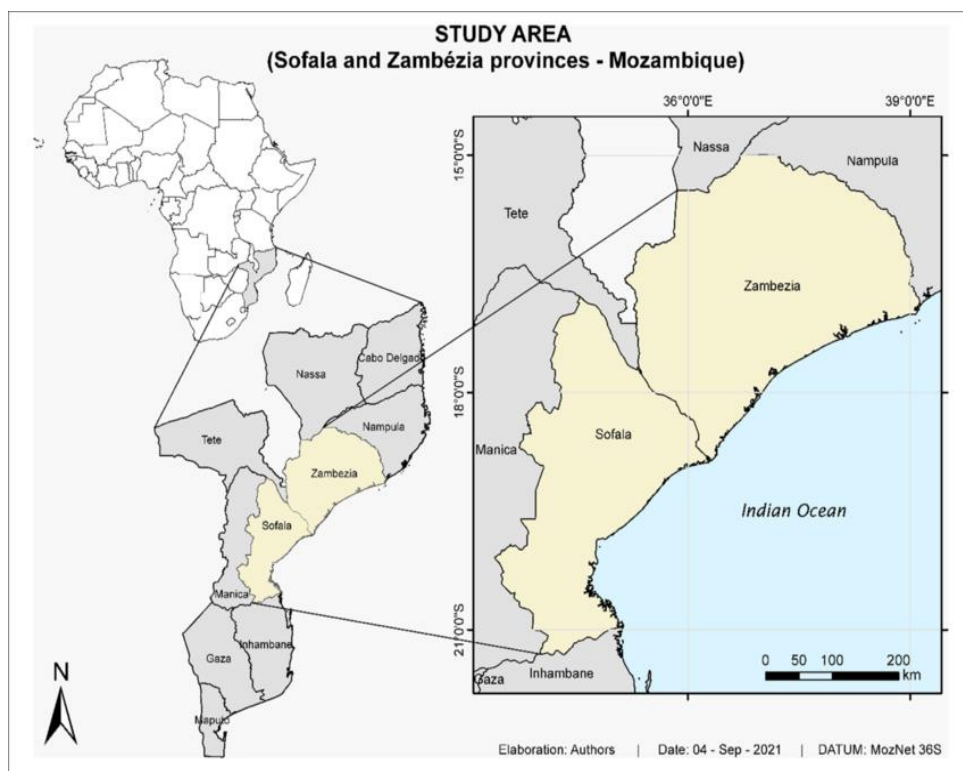 STUDY AREA
(Sofala and Zambézia provinces - Mozambique)
36°0'0"E
39°0'0"E
15°0'0"S
18°0'0"S
21°0'0"S
Nassa
Nampula
Tete
Zambezia
Sofala
Manica
Indian Ocean
Inhambane
Gaza
0 50 100 200
km
Cabo Delgado
Nassa
Nampula
Tete
Zambezia
Sofala
Manica
Gaza
Inhambane
Maputo
N
Elaboration: Authors | Date: 04 - Sep - 2021 | DATUM: MozNet 36S